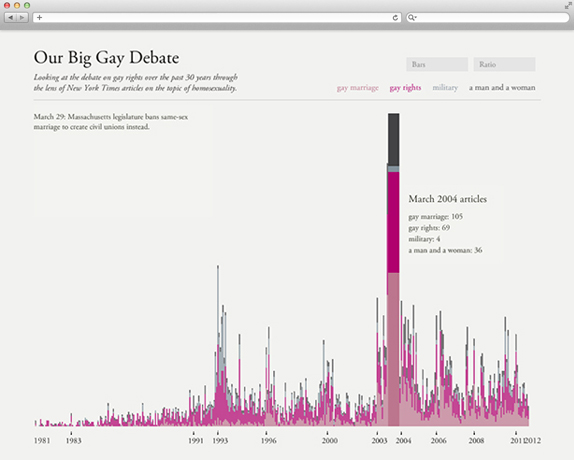 Our Big Gay Debate
Looking at the debate on gay rights over the past 30 years through
the lens of New York Times articles on the topic of homosexuality.
Bars Ratio
gay marriage gay rights military a man and a woman
March 29: Massachusetts legislature bans same-sex
marriage to create civil unions instead.
March 2004 articles
gay marriage: 105
gay rights: 69
military: 4
a man and a woman: 36
1981 1983 1991 1993 1996 2000 2003 2004 2006 2008 2011 2012